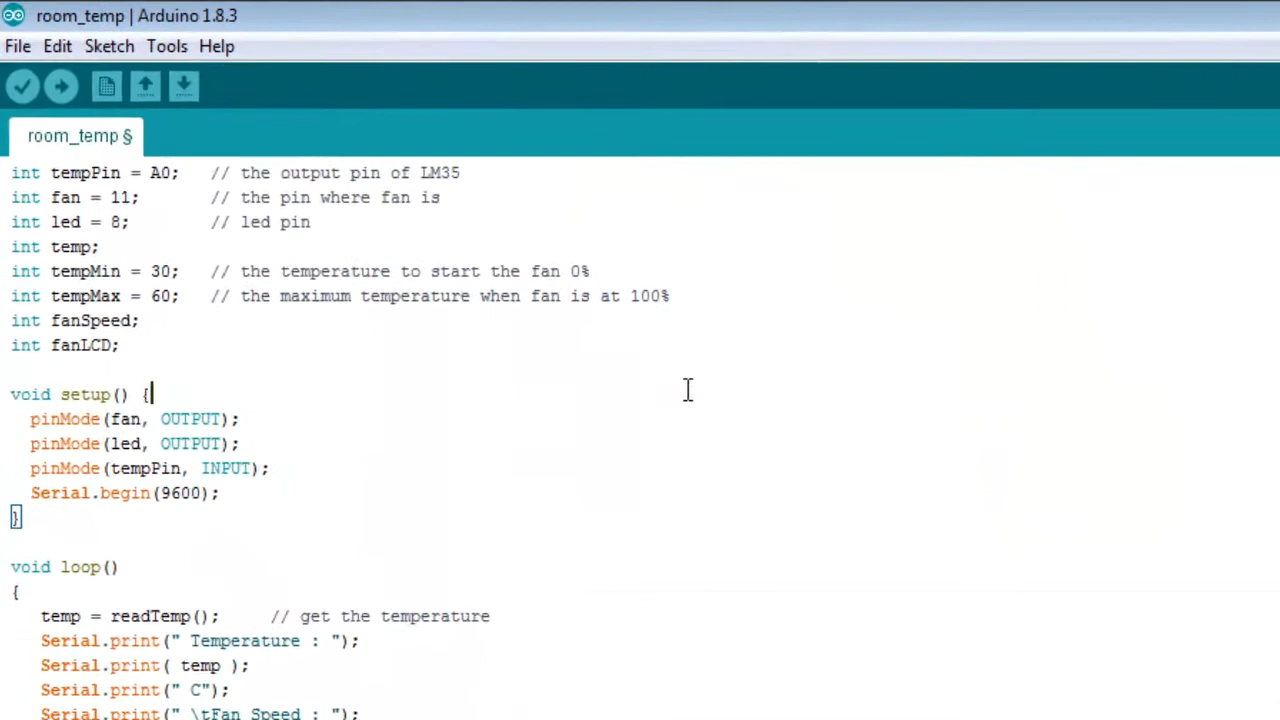 room_temp | Arduino 1.8.3
File Edit Sketch Tools Help
room_temp §
int tempPin = A0;   // the output pin of LM35
int fan = 11;       // the pin where fan is
int led = 8;        // led pin
int temp;
int tempMin = 30;   // the temperature to start the fan 0%
int tempMax = 60;   // the maximum temperature when fan is at 100%
int fanSpeed;
int fanLCD;
void setup() {
  pinMode(fan, OUTPUT);
  pinMode(led, OUTPUT);
  pinMode(tempPin, INPUT);
  Serial.begin(9600);
}
void loop()
{
   temp = readTemp();     // get the temperature
   Serial.print(" Temperature : ");
   Serial.print( temp );
   Serial.print(" C");
   Serial.print(" \tFan Speed : ");